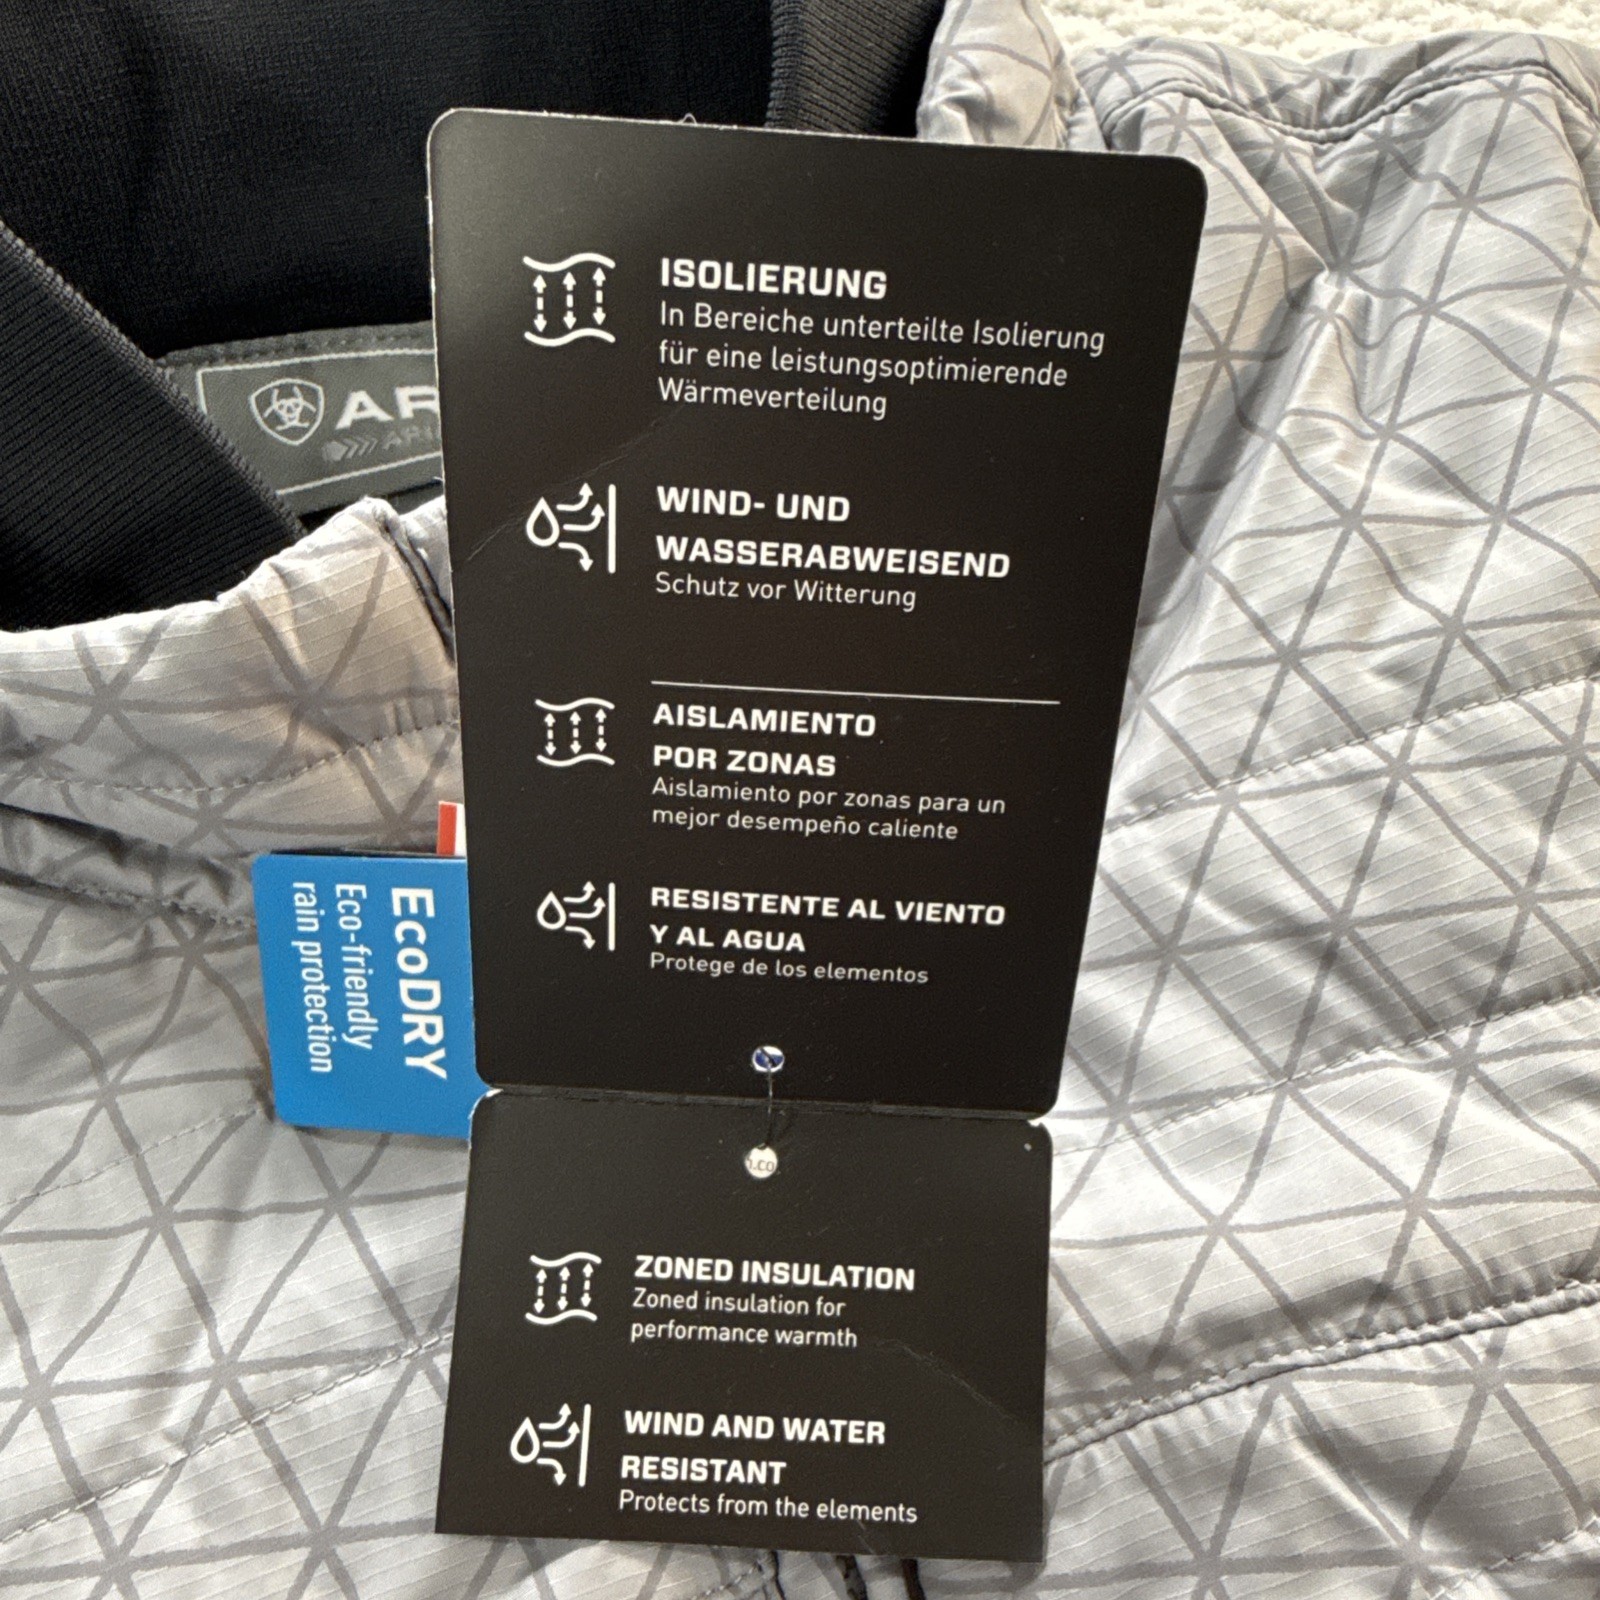 ISOLIERUNG
In Bereiche unterteilte Isolierung
für eine leistungsoptimierende
Wärmeverteilung
WIND- UND
WASSERABWEISEND
Schutz vor Witterung
AISLAMIENTO
POR ZONAS
Aislamiento por zonas para un
mejor desempeño caliente
RESISTENTE AL VIENTO
Y AL AGUA
Protege de los elementos
EcoDRY
Eco-friendly
rain protection
ZONED INSULATION
Zoned insulation for
performance warmth
WIND AND WATER
RESISTANT
Protects from the elements